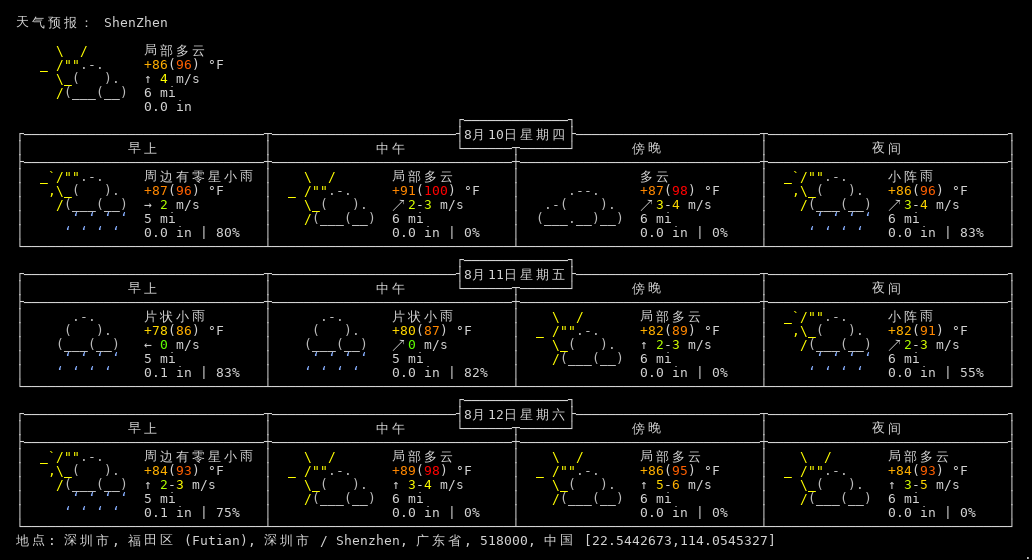 天气预报： ShenZhen
局部多云
+86(96) °F
↑ 4 m/s
6 mi
0.0 in
8月10日星期四
早上 中午 傍晚 夜间
周边有零星小雨 局部多云 多云 小阵雨
+87(96) °F +91(100) °F +87(98) °F +86(96) °F
→ 2 m/s ↗ 2-3 m/s ↗ 3-4 m/s ↗ 3-4 m/s
5 mi 6 mi 6 mi 6 mi
0.0 in | 80% 0.0 in | 0% 0.0 in | 0% 0.0 in | 83%
8月11日星期五
早上 中午 傍晚 夜间
片状小雨 片状小雨 局部多云 小阵雨
+78(86) °F +80(87) °F +82(89) °F +82(91) °F
← 0 m/s ↗ 0 m/s ↑ 2-3 m/s ↗ 2-3 m/s
5 mi 5 mi 6 mi 6 mi
0.1 in | 83% 0.0 in | 82% 0.0 in | 0% 0.0 in | 55%
8月12日星期六
早上 中午 傍晚 夜间
周边有零星小雨 局部多云 局部多云 局部多云
+84(93) °F +89(98) °F +86(95) °F +84(93) °F
↑ 2-3 m/s ↑ 3-4 m/s ↑ 5-6 m/s ↑ 3-5 m/s
5 mi 6 mi 6 mi 6 mi
0.1 in | 75% 0.0 in | 0% 0.0 in | 0% 0.0 in | 0%
地点: 深圳市, 福田区 (Futian), 深圳市 / Shenzhen, 广东省, 518000, 中国 [22.5442673,114.0545327]